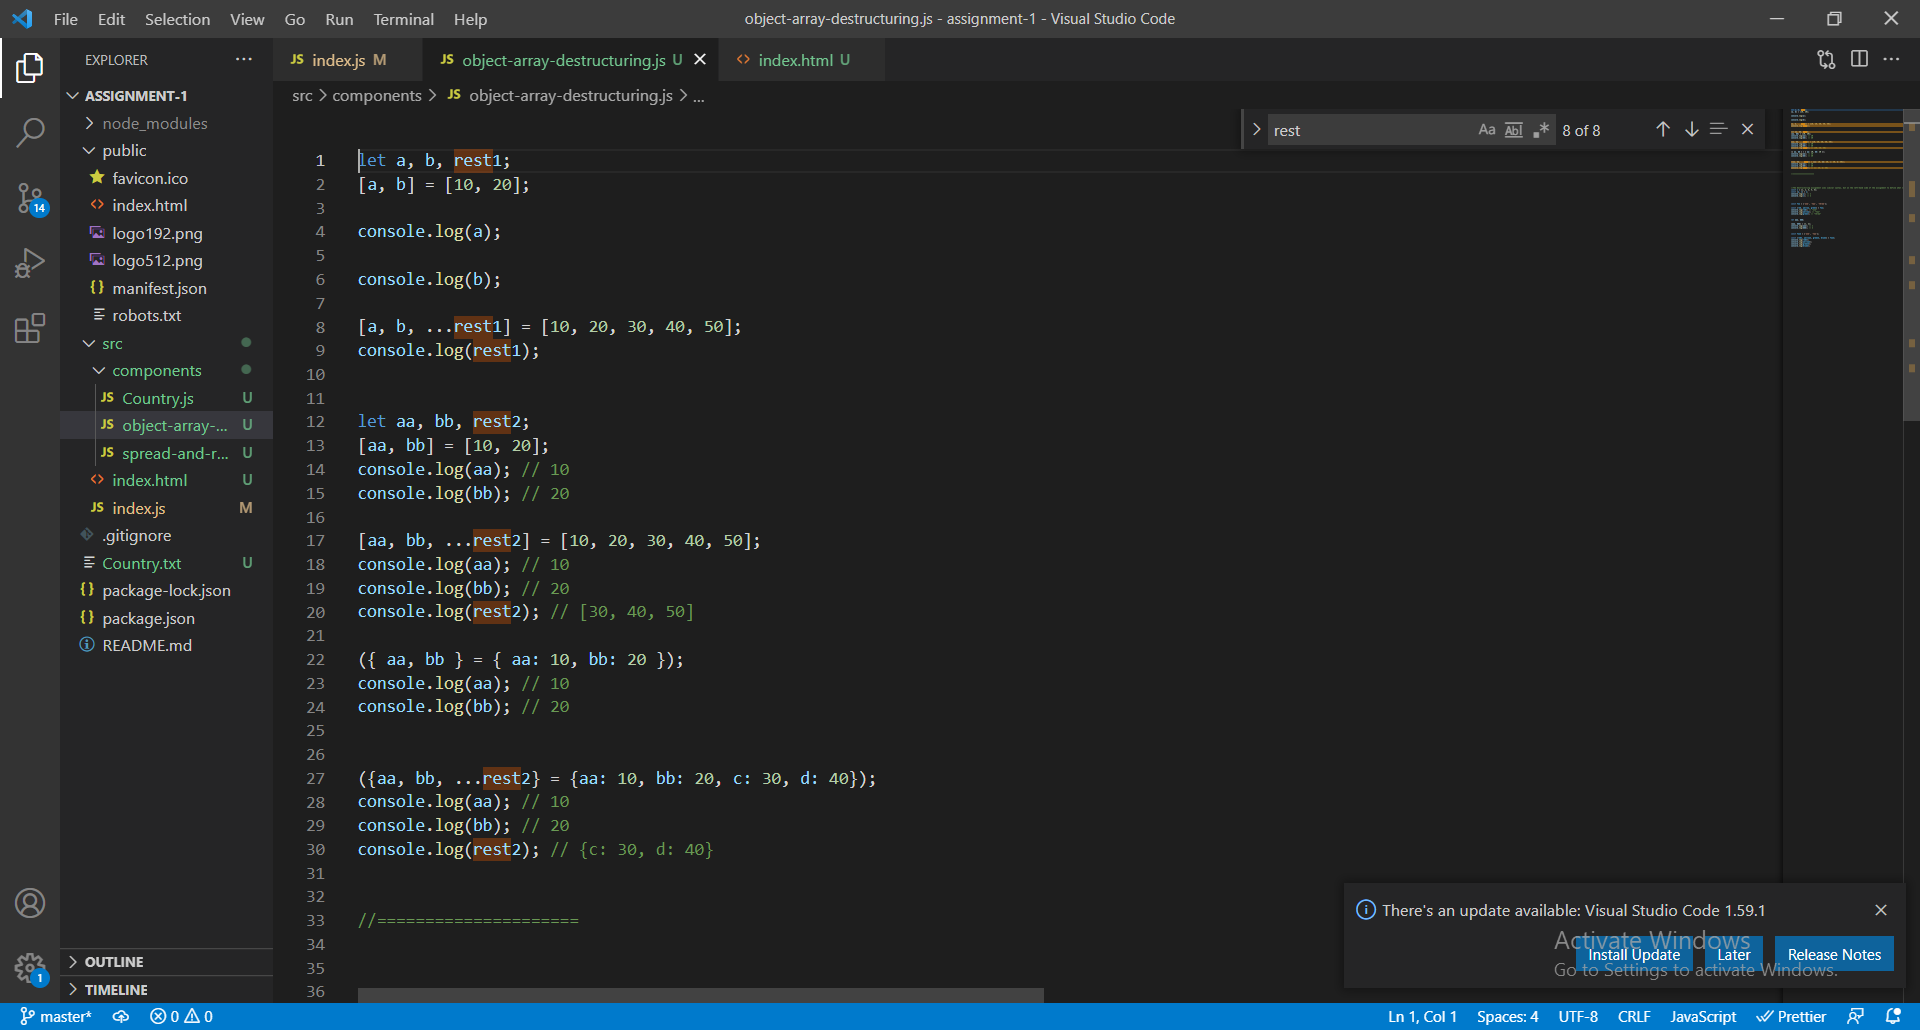 File Edit Selection View Go Run Terminal Help
object-array-destructuring.js - assignment-1 - Visual Studio Code
EXPLORER
JS index.js M
JS object-array-destructuring.js U
index.html U
ASSIGNMENT-1
node_modules
public
favicon.ico
index.html
logo192.png
logo512.png
manifest.json
robots.txt
src
components
JS Country.js U
JS object-array-... U
JS spread-and-r... U
index.html U
JS index.js M
.gitignore
Country.txt U
package-lock.json
package.json
README.md
OUTLINE
TIMELINE
14
1
src > components > JS object-array-destructuring.js > ...
rest Aa Abl .* 8 of 8
1 let a, b, rest1;
2 [a, b] = [10, 20];
3
4 console.log(a);
5
6 console.log(b);
7
8 [a, b, ...rest1] = [10, 20, 30, 40, 50];
9 console.log(rest1);
10
11
12 let aa, bb, rest2;
13 [aa, bb] = [10, 20];
14 console.log(aa); // 10
15 console.log(bb); // 20
16
17 [aa, bb, ...rest2] = [10, 20, 30, 40, 50];
18 console.log(aa); // 10
19 console.log(bb); // 20
20 console.log(rest2); // [30, 40, 50]
21
22 ({ aa, bb } = { aa: 10, bb: 20 });
23 console.log(aa); // 10
24 console.log(bb); // 20
25
26
27 ({aa, bb, ...rest2} = {aa: 10, bb: 20, c: 30, d: 40});
28 console.log(aa); // 10
29 console.log(bb); // 20
30 console.log(rest2); // {c: 30, d: 40}
31
32
33 //=====================
34
35
36
There's an update available: Visual Studio Code 1.59.1
Install Update Later Release Notes
Activate Windows
Go to Settings to activate Windows.
master* 0 0
Ln 1, Col 1 Spaces: 4 UTF-8 CRLF JavaScript Prettier